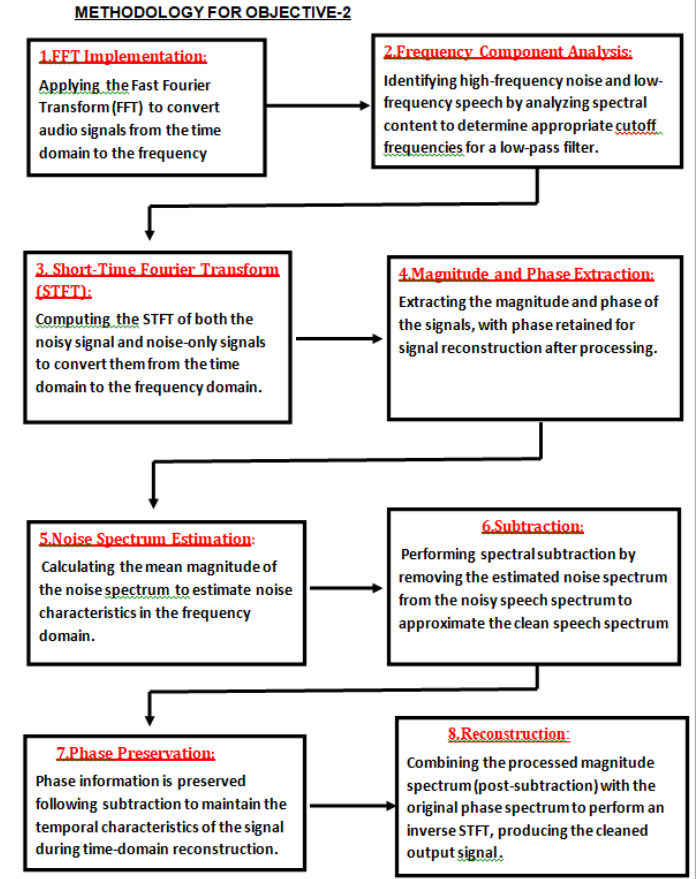 METHODOLOGY FOR OBJECTIVE-2
1.FFT Implementation:
Applying the Fast Fourier
Transform (FFT) to convert
audio signals from the time
domain to the frequency
2.Frequency Component Analysis:
Identifying high-frequency noise and low-
frequency speech by analyzing spectral
content to determine appropriate cutoff
frequencies for a low-pass filter.
3. Short-Time Fourier Transform
(STFT):
Computing the STFT of both the
noisy signal and noise-only signals
to convert them from the time
domain to the frequency domain.
4.Magnitude and Phase Extraction:
Extracting the magnitude and phase of
the signals, with phase retained for
signal reconstruction after processing.
5.Noise Spectrum Estimation:
Calculating the mean magnitude of
the noise spectrum to estimate noise
characteristics in the frequency
domain.
6.Subtraction:
Performing spectral subtraction by
removing the estimated noise spectrum
from the noisy speech spectrum to
approximate the clean speech spectrum
7.Phase Preservation:
Phase information is preserved
following subtraction to maintain the
temporal characteristics of the signal
during time-domain reconstruction.
8.Reconstruction:
Combining the processed magnitude
spectrum (post-subtraction) with the
original phase spectrum to perform an
inverse STFT, producing the cleaned
output signal.